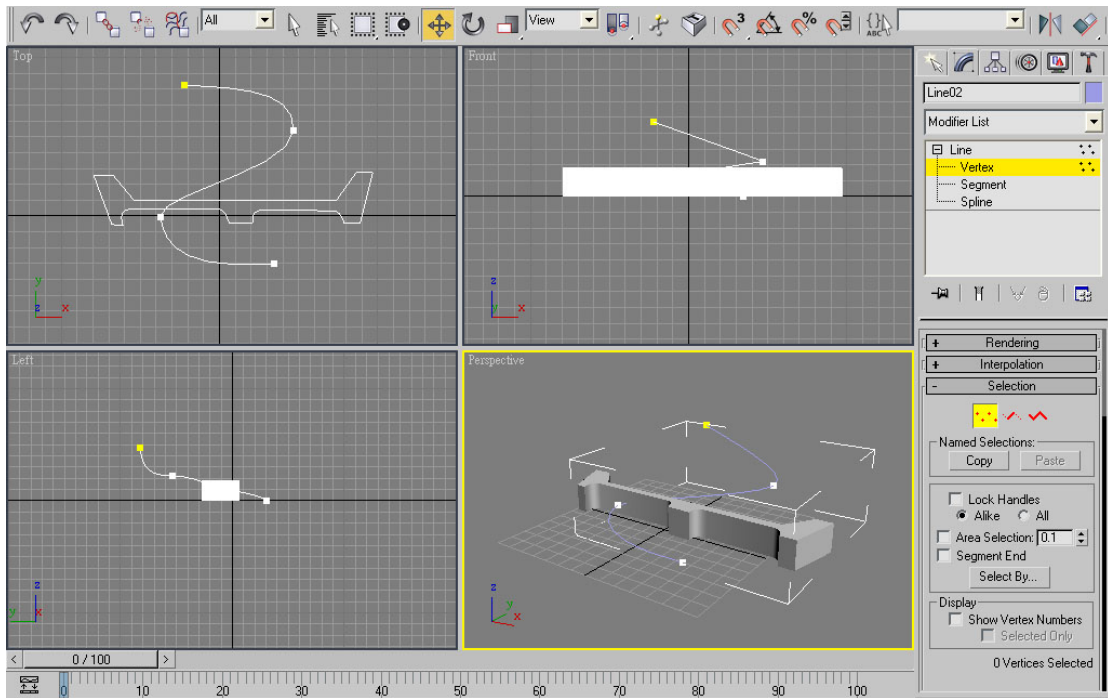 All
View
3
%
{}
ABC
Top
Front
Line02
Modifier List
Line
Vertex
Segment
Spline
y
z
x
z
y
x
Left
Perspective
Rendering
Interpolation
Selection
Named Selections:
Copy
Paste
Lock Handles
Alike
All
Area Selection: 0.1
Segment End
Select By...
Display
Show Vertex Numbers
Selected Only
0 Vertices Selected
z
y
x
z
y
x
< 0 / 100 >
0 10 20 30 40 50 60 70 80 90 100